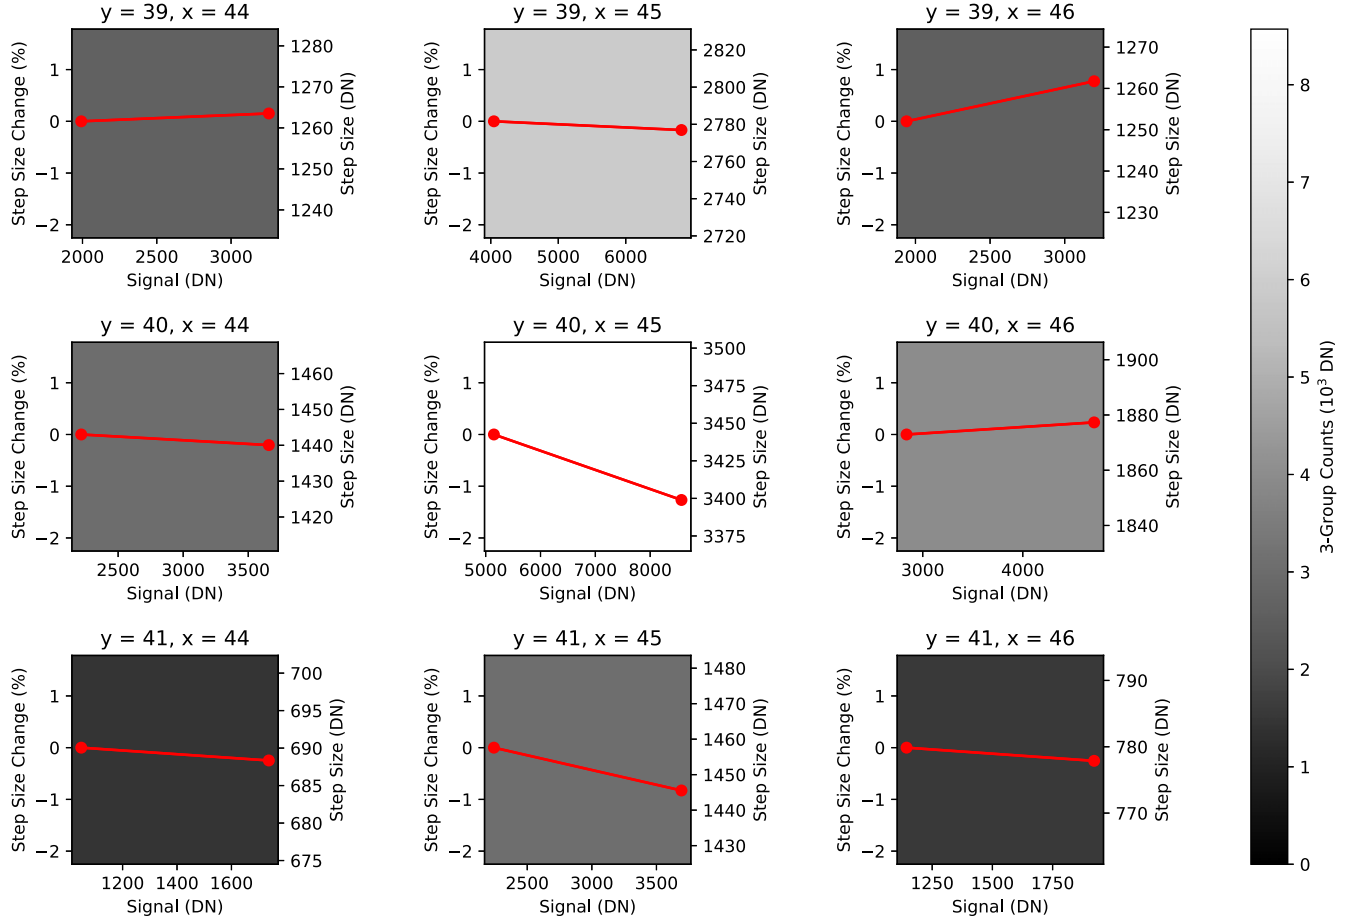 y = 39, x = 44
Step Size Change (%)
1
0
−1
−2
2000 2500 3000
Signal (DN)
1280
1270
1260
1250
1240
Step Size (DN)
y = 39, x = 45
Step Size Change (%)
1
0
−1
−2
4000 5000 6000
Signal (DN)
2820
2800
2780
2760
2740
2720
Step Size (DN)
y = 39, x = 46
Step Size Change (%)
1
0
−1
−2
2000 2500 3000
Signal (DN)
1270
1260
1250
1240
1230
Step Size (DN)
y = 40, x = 44
Step Size Change (%)
1
0
−1
−2
2500 3000 3500
Signal (DN)
1460
1450
1440
1430
1420
Step Size (DN)
y = 40, x = 45
Step Size Change (%)
1
0
−1
−2
5000 6000 7000 8000
Signal (DN)
3500
3475
3450
3425
3400
3375
Step Size (DN)
y = 40, x = 46
Step Size Change (%)
1
0
−1
−2
3000 4000
Signal (DN)
1900
1880
1860
1840
Step Size (DN)
y = 41, x = 44
Step Size Change (%)
1
0
−1
−2
1200 1400 1600
Signal (DN)
700
695
690
685
680
675
Step Size (DN)
y = 41, x = 45
Step Size Change (%)
1
0
−1
−2
2500 3000 3500
Signal (DN)
1480
1470
1460
1450
1440
1430
Step Size (DN)
y = 41, x = 46
Step Size Change (%)
1
0
−1
−2
1250 1500 1750
Signal (DN)
790
780
770
Step Size (DN)
8
7
6
5
4
3
2
1
0
3-Group Counts (10³ DN)